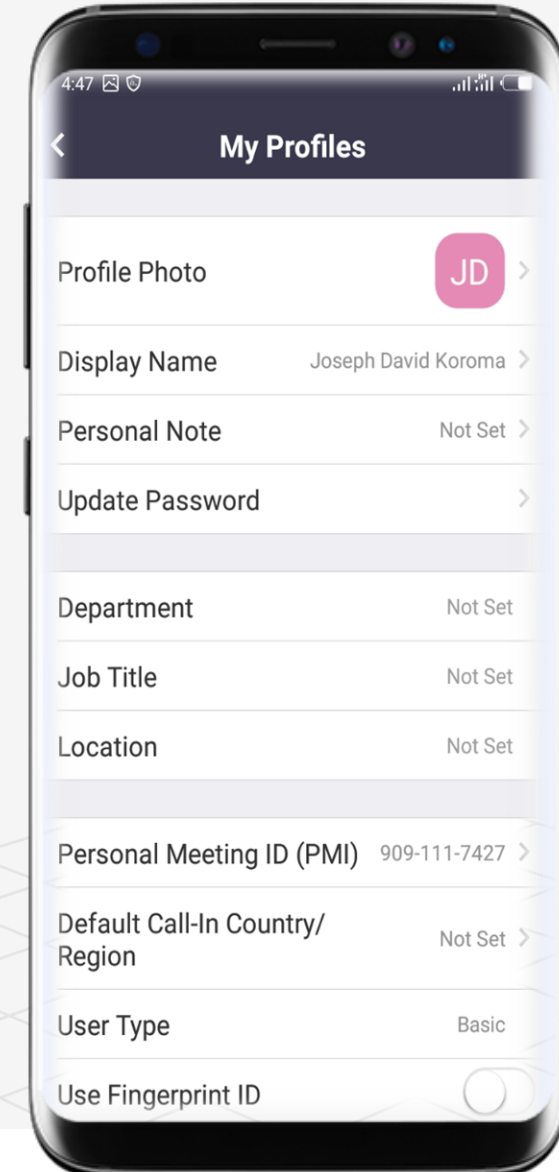 4:47
My Profiles
Profile Photo JD
Display Name Joseph David Koroma
Personal Note Not Set
Update Password
Department Not Set
Job Title Not Set
Location Not Set
Personal Meeting ID (PMI) 909-111-7427
Default Call-In Country/
Region Not Set
User Type Basic
Use Fingerprint ID